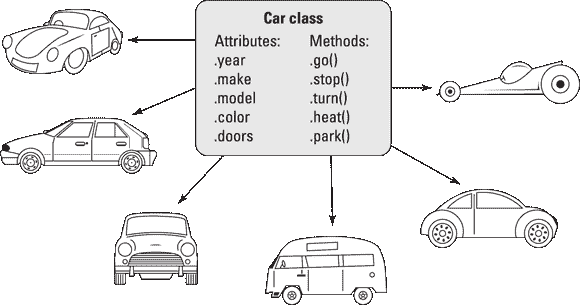 Car class
Attributes: Methods:
.year .go()
.make .stop()
.model .turn()
.color .heat()
.doors .park()